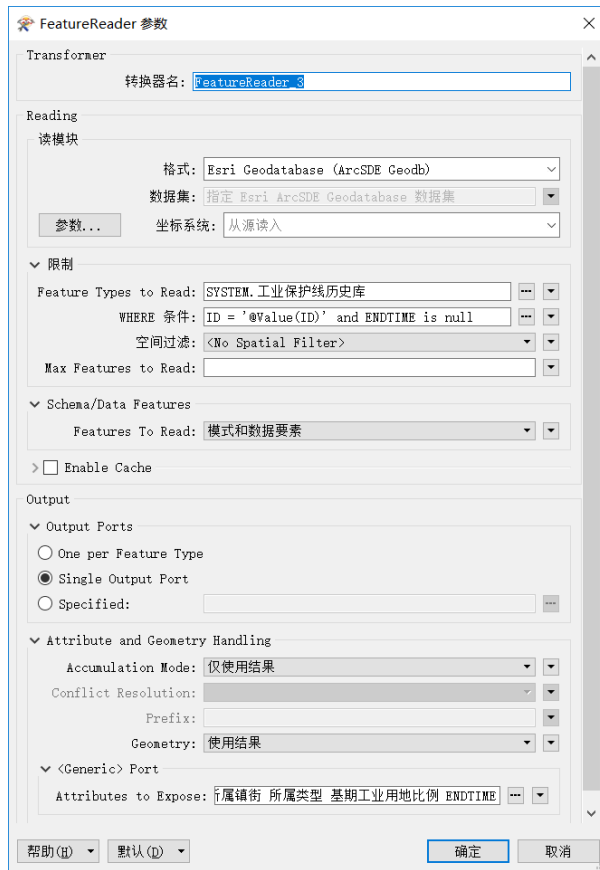 FeatureReader 参数
Transformer
转换器名: FeatureReader_3
Reading
读模块
格式: Esri Geodatabase (ArcSDE Geodb)
数据集: 指定 Esri ArcSDE Geodatabase 数据集
参数... 坐标系统: 从源读入
限制
Feature Types to Read: SYSTEM.工业保护线历史库
WHERE 条件: ID = '@Value(ID)' and ENDTIME is null
空间过滤: <No Spatial Filter>
Max Features to Read:
Schema/Data Features
Features To Read: 模式和数据要素
Enable Cache
Output
Output Ports
One per Feature Type
Single Output Port
Specified:
Attribute and Geometry Handling
Accumulation Mode: 仅使用结果
Conflict Resolution:
Prefix:
Geometry: 使用结果
<Generic> Port
Attributes to Expose: 属镇街 所属类型 基期工业用地比例 ENDTIME
帮助(H) 默认(D) 确定 取消